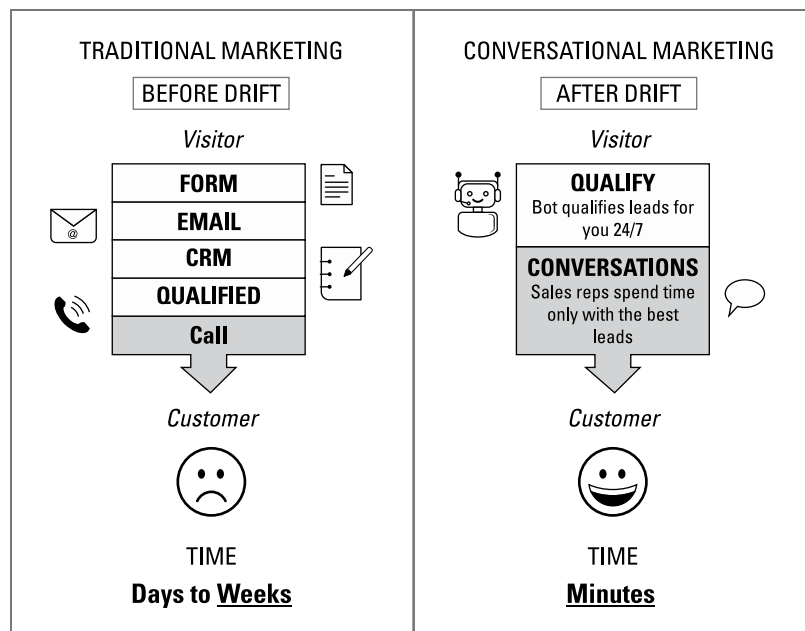 TRADITIONAL MARKETING
BEFORE DRIFT
Visitor
FORM
EMAIL
@
CRM
QUALIFIED
Call
Customer
TIME
Days to Weeks
CONVERSATIONAL MARKETING
AFTER DRIFT
Visitor
QUALIFY
Bot qualifies leads for
you 24/7
CONVERSATIONS
Sales reps spend time
only with the best
leads
Customer
TIME
Minutes